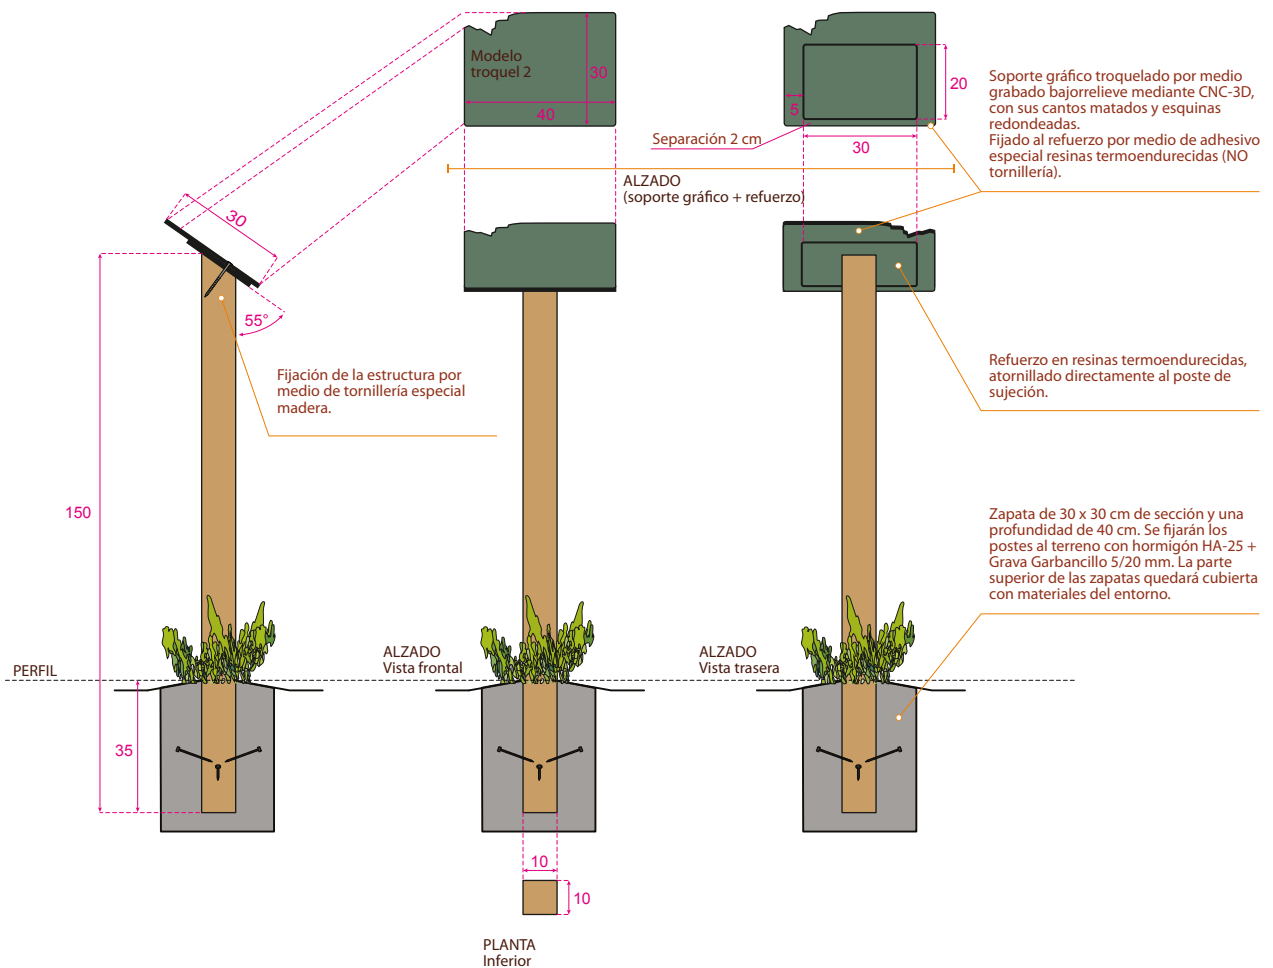 Modelo
troquel 2
30
40
5
20
30
Separación 2 cm
Soporte gráfico troquelado por medio
grabado bajorrelieve mediante CNC-3D,
con sus cantos matados y esquinas
redondeadas.
Fijado al refuerzo por medio de adhesivo
especial resinas termoendurecidas (NO
tornillería).
ALZADO
(soporte gráfico + refuerzo)
30
55°
Fijación de la estructura por
medio de tornillería especial
madera.
Refuerzo en resinas termoendurecidas,
atornillado directamente al poste de
sujeción.
150
Zapata de 30 x 30 cm de sección y una
profundidad de 40 cm. Se fijarán los
postes al terreno con hormigón HA-25 +
Grava Garbancillo 5/20 mm. La parte
superior de las zapatas quedará cubierta
con materiales del entorno.
PERFIL
ALZADO
Vista frontal
ALZADO
Vista trasera
35
10
10
PLANTA
Inferior